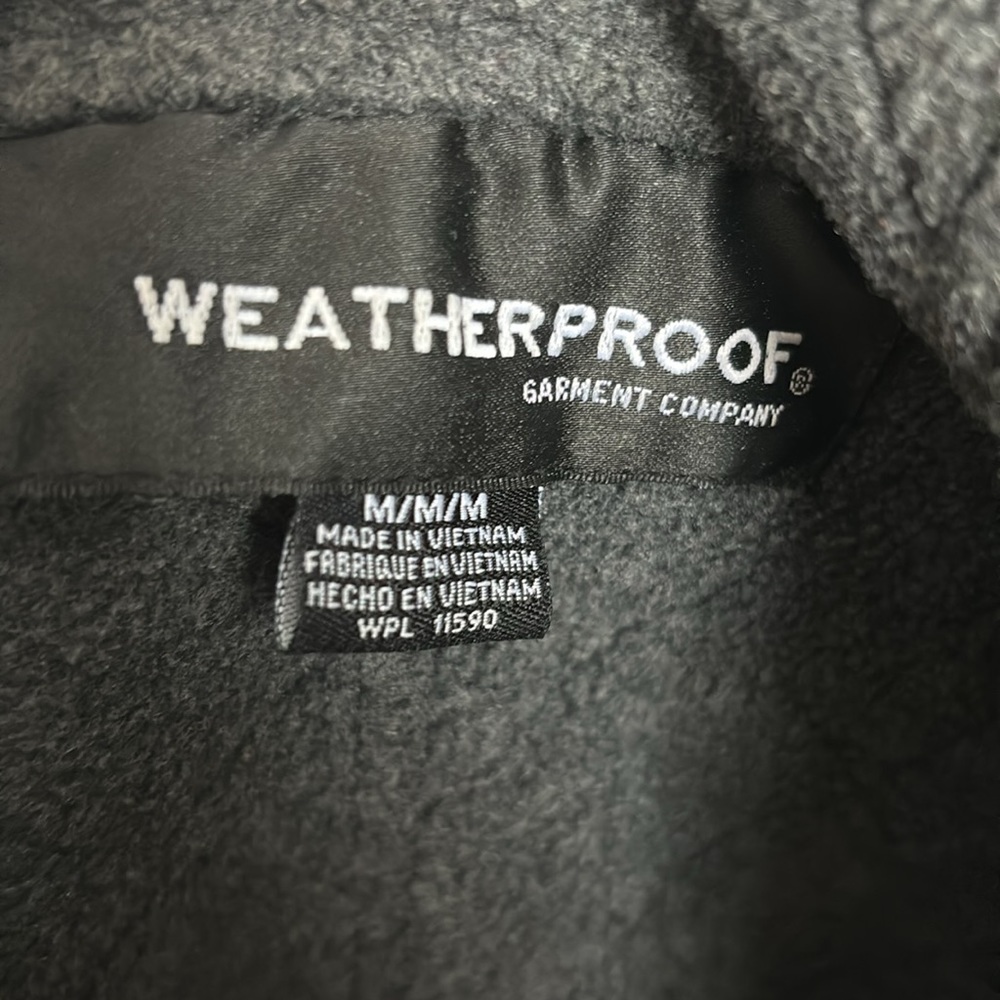 WEATHERPROOF®
GARMENT COMPANY
M/M/M
MADE IN VIETNAM
FABRIQUE EN VIETNAM
HECHO EN VIETNAM
WPL 11590